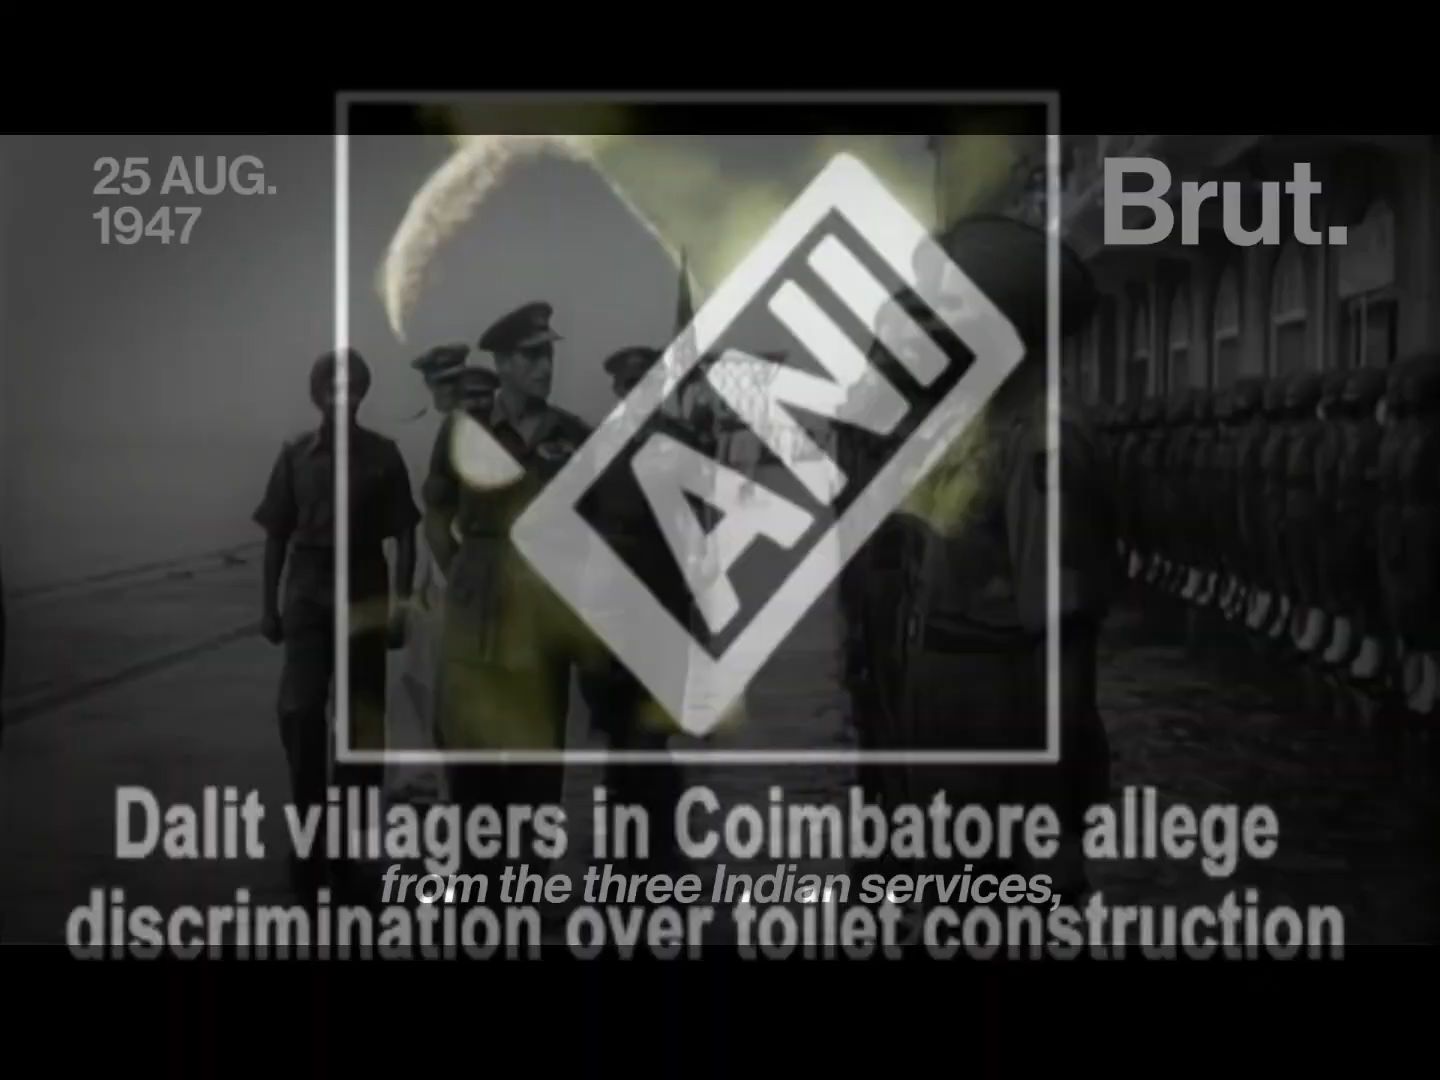 25 AUG.
1947
Brut.
ANI
Dalit villagers in Coimbatore allege
from the three Indian services,
discrimination over toilet construction